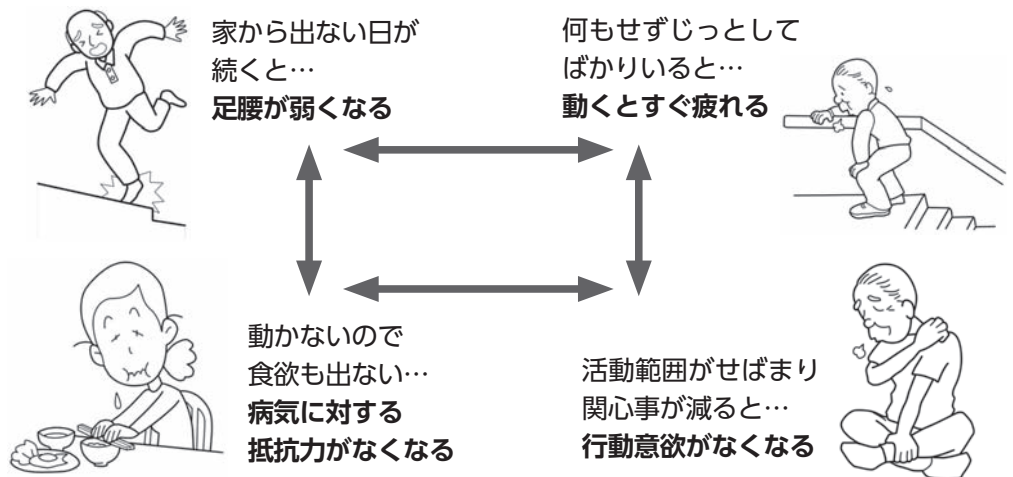 家から出ない日が
続くと…
足腰が弱くなる
何もせずじっとして
ばかりいると…
動くとすぐ疲れる
動かないので
食欲も出ない…
病気に対する
抵抗力がなくなる
活動範囲がせばまり
関心事が減ると…
行動意欲がなくなる